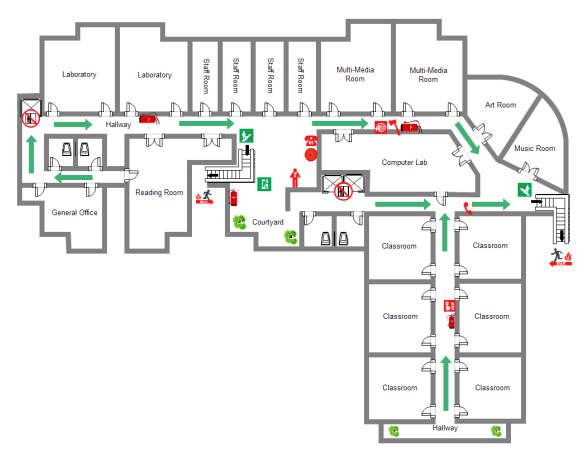 Laboratory
Laboratory
Staff Room
Staff Room
Staff Room
Staff Room
Multi-Media
Room
Multi-Media
Room
Art Room
Hallway
Music Room
Computer Lab
Reading Room
General Office
Courtyard
Classroom
Classroom
Classroom
Classroom
Classroom
Classroom
Hallway